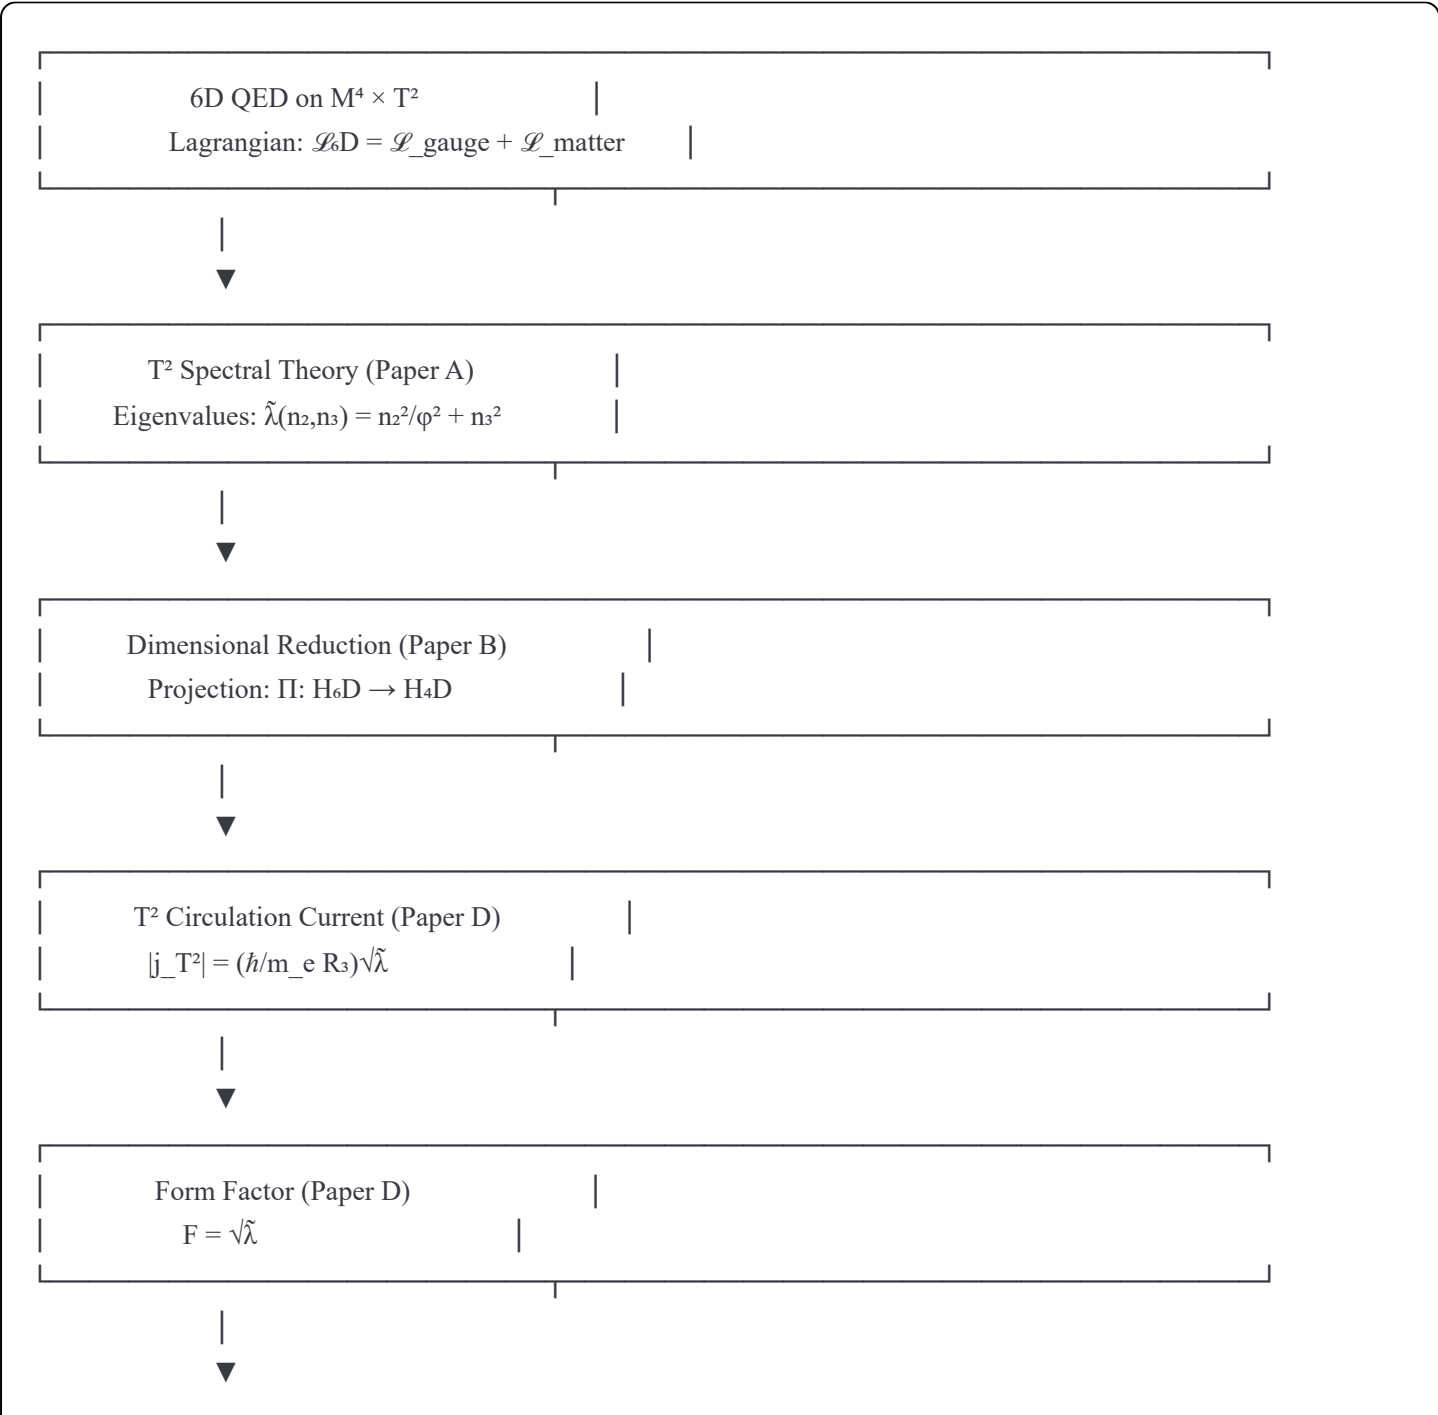 6D QED on M⁴ × T²
Lagrangian: ℒ₆D = ℒ_gauge + ℒ_matter
T² Spectral Theory (Paper A)
Eigenvalues: λ̃(n₂,n₃) = n₂²/φ² + n₃²
Dimensional Reduction (Paper B)
Projection: Π: H₆D → H₄D
T² Circulation Current (Paper D)
|j_T²| = (ℏ/m_e R₃)√λ̃
Form Factor (Paper D)
F = √λ̃